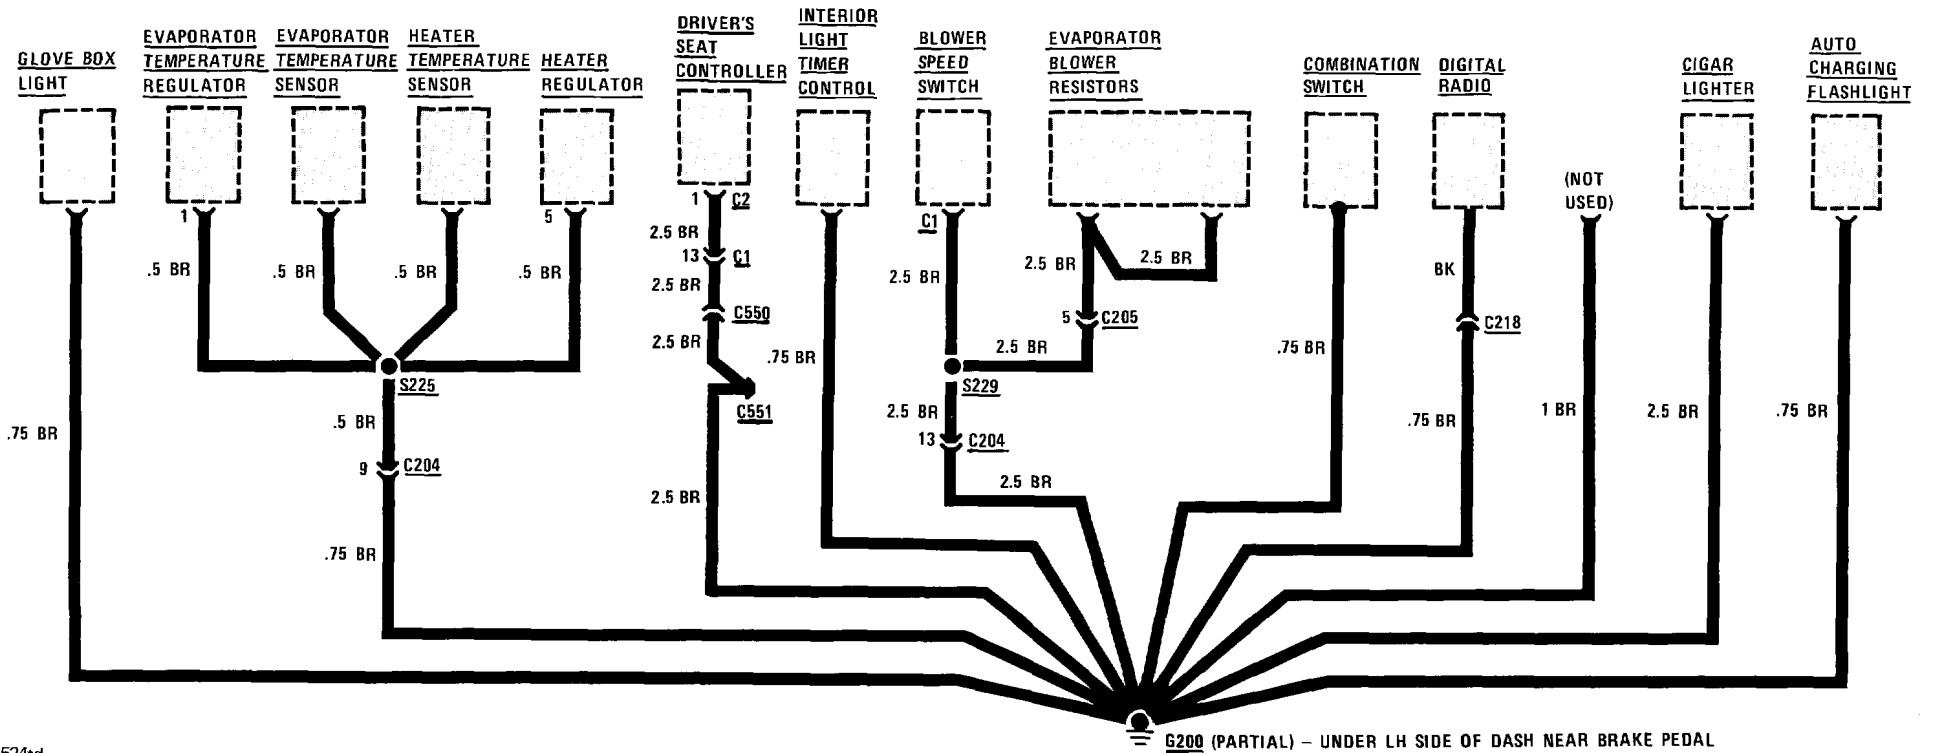 GLOVE BOX
LIGHT
EVAPORATOR
TEMPERATURE
REGULATOR
EVAPORATOR
TEMPERATURE
SENSOR
HEATER
TEMPERATURE
SENSOR
HEATER
REGULATOR
DRIVER'S
SEAT
CONTROLLER
INTERIOR
LIGHT
TIMER
CONTROL
BLOWER
SPEED
SWITCH
EVAPORATOR
BLOWER
RESISTORS
COMBINATION
SWITCH
DIGITAL
RADIO
(NOT
USED)
CIGAR
LIGHTER
AUTO
CHARGING
FLASHLIGHT
1
5
1
C2
C1
.5 BR
.5 BR
.5 BR
.5 BR
2.5 BR
13
C1
2.5 BR
C550
2.5 BR
C551
2.5 BR
.75 BR
2.5 BR
2.5 BR
2.5 BR
5
C205
2.5 BR
S229
2.5 BR
13
C204
2.5 BR
.75 BR
BK
C218
.75 BR
1 BR
2.5 BR
.75 BR
S225
.5 BR
9
C204
.75 BR
.75 BR
G200 (PARTIAL) – UNDER LH SIDE OF DASH NEAR BRAKE PEDAL